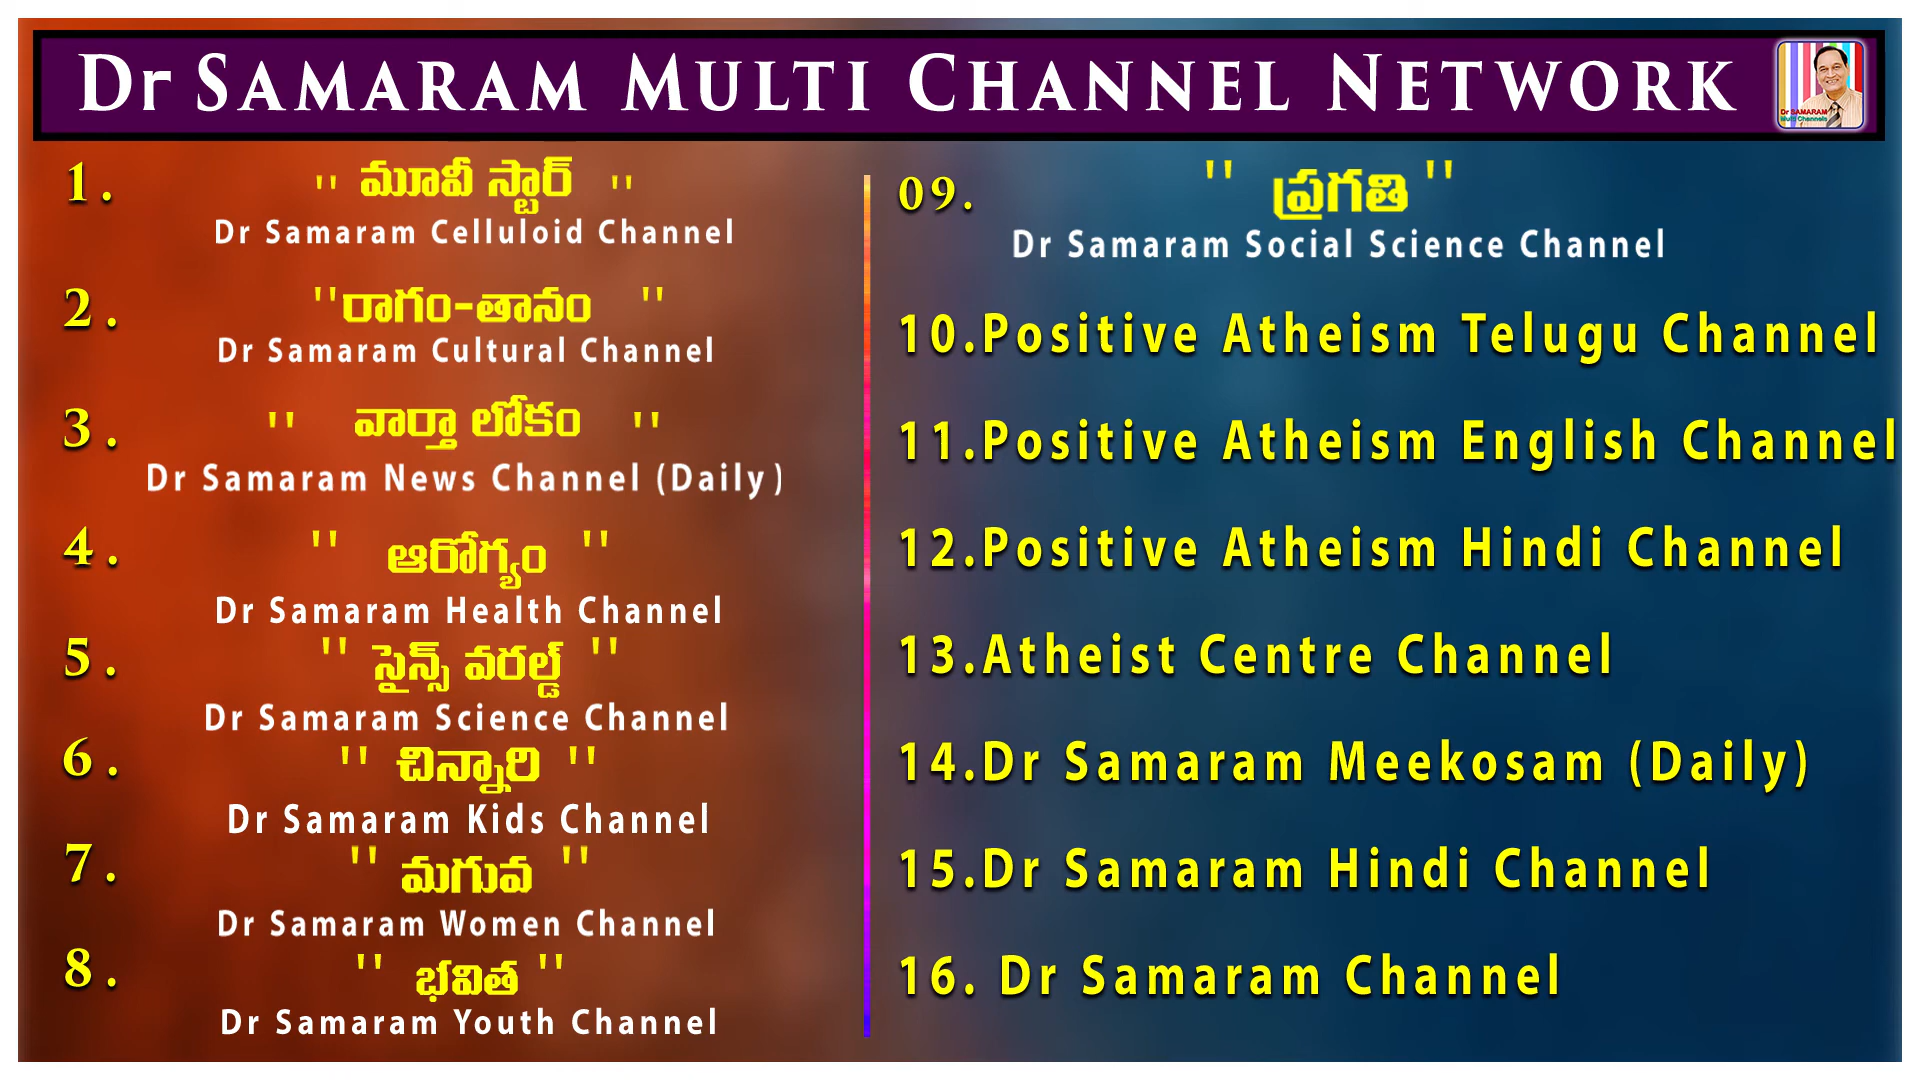 Dr SAMARAM MULTI CHANNEL NETWORK
Dr SAMARAM
Multi Channels
1. '' మూవీ స్టార్ ''
Dr Samaram Celluloid Channel
2. ''రాగం-తానం ''
Dr Samaram Cultural Channel
3. '' వార్తా లోకం ''
Dr Samaram News Channel (Daily)
4. '' ఆరోగ్యం ''
Dr Samaram Health Channel
5. '' సైన్స్ వరల్డ్ ''
Dr Samaram Science Channel
6. '' చిన్నారి ''
Dr Samaram Kids Channel
7. '' మగువ ''
Dr Samaram Women Channel
8. '' భవిత ''
Dr Samaram Youth Channel
09. '' ప్రగతి ''
Dr Samaram Social Science Channel
10.Positive Atheism Telugu Channel
11.Positive Atheism English Channel
12.Positive Atheism Hindi Channel
13.Atheist Centre Channel
14.Dr Samaram Meekosam (Daily)
15.Dr Samaram Hindi Channel
16. Dr Samaram Channel